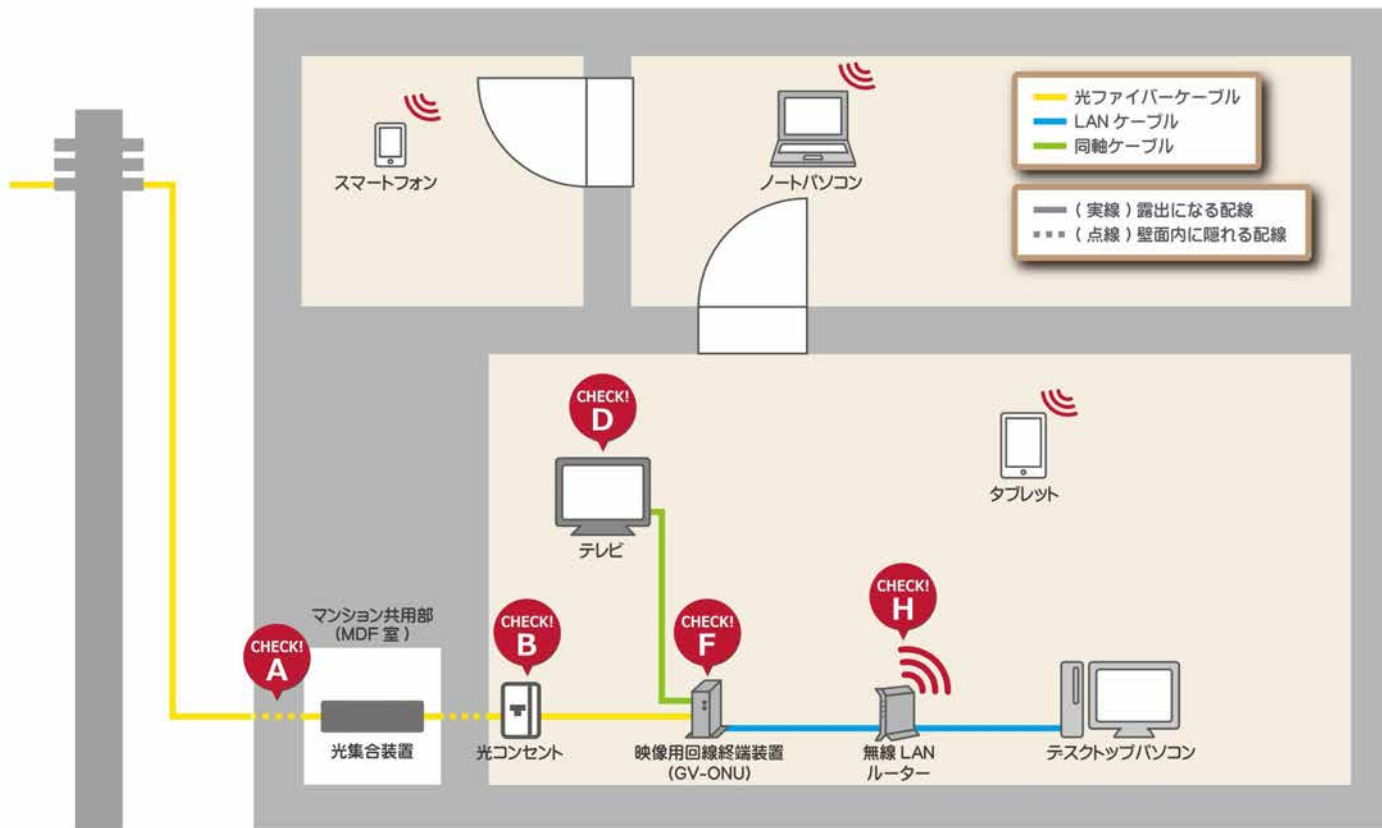 光ファイバーケーブル
LAN ケーブル
同軸ケーブル
( 実線 ) 露出になる配線
( 点線 ) 壁面内に隠れる配線
スマートフォン
ノートパソコン
CHECK!
D
テレビ
タブレット
マンション共用部
(MDF 室 )
CHECK!
A
CHECK!
B
CHECK!
F
CHECK!
H
光集合装置
光コンセント
映像用回線終端装置
(GV-ONU)
無線 LAN
ルーター
デスクトップパソコン